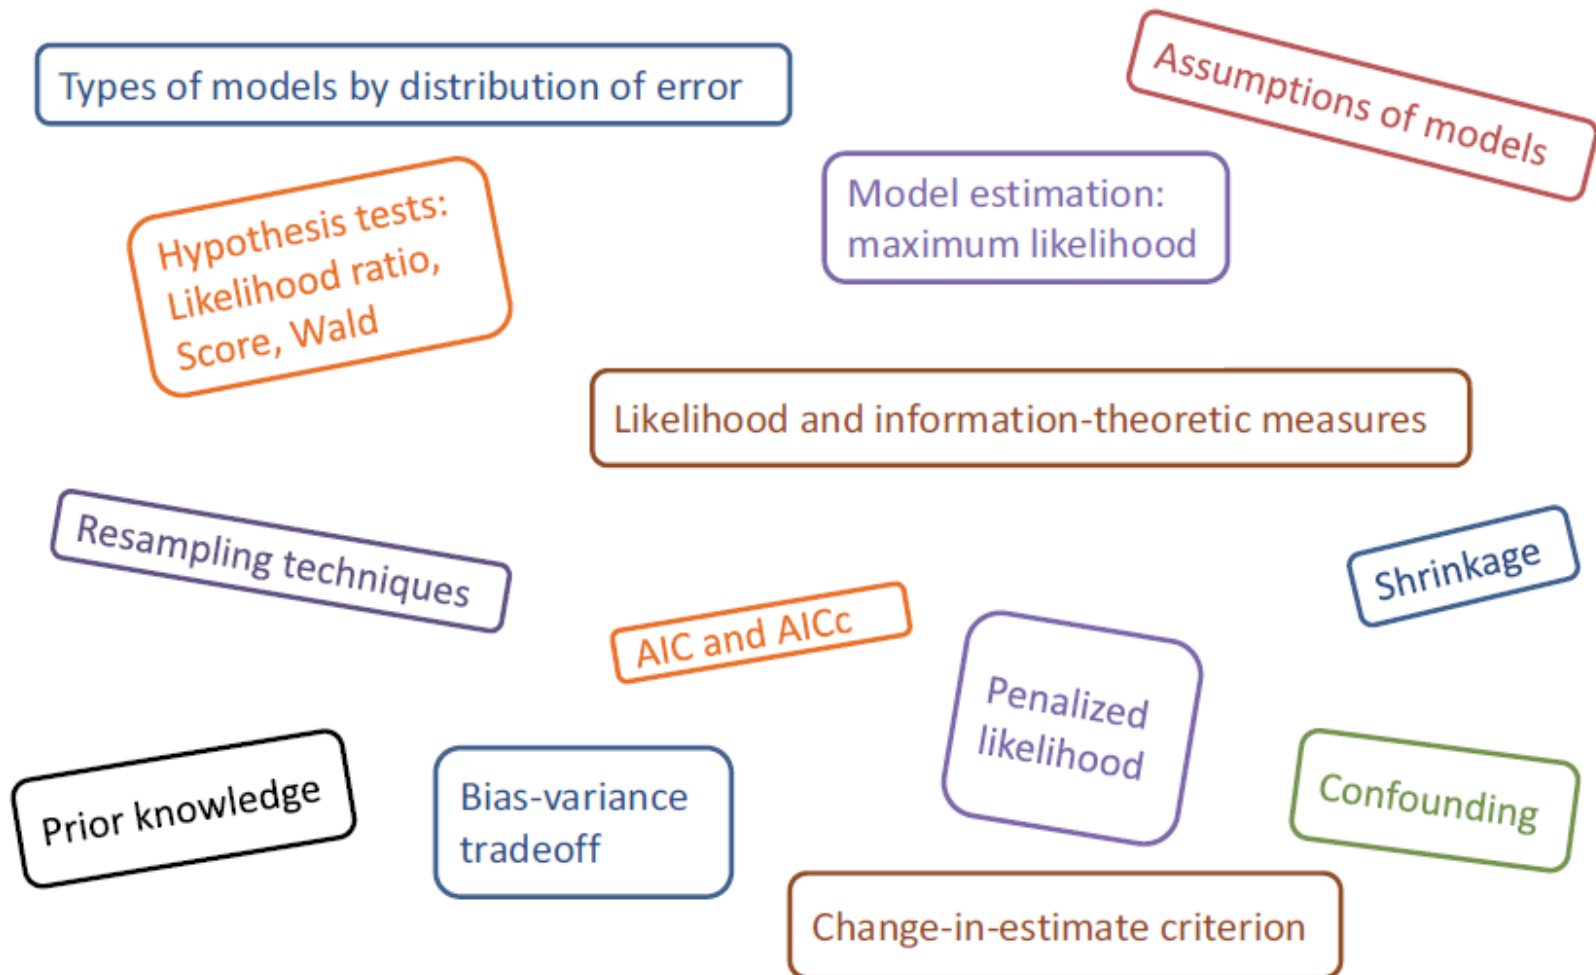 Types of models by distribution of error
Assumptions of models
Hypothesis tests:
Likelihood ratio,
Score, Wald
Model estimation:
maximum likelihood
Likelihood and information-theoretic measures
Resampling techniques
Shrinkage
AIC and AICc
Penalized
likelihood
Prior knowledge
Bias-variance
tradeoff
Confounding
Change-in-estimate criterion